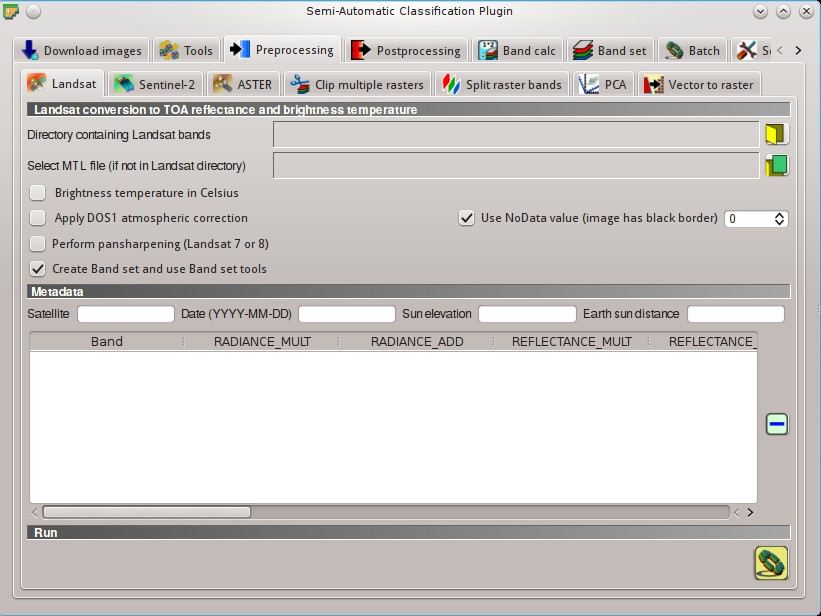 Semi-Automatic Classification Plugin
Download images Tools Preprocessing Postprocessing Band calc Band set Batch
Landsat Sentinel-2 ASTER Clip multiple rasters Split raster bands PCA Vector to raster
Landsat conversion to TOA reflectance and brightness temperature
Directory containing Landsat bands
Select MTL file (if not in Landsat directory)
Brightness temperature in Celsius
Apply DOS1 atmospheric correction Use NoData value (image has black border) 0
Perform pansharpening (Landsat 7 or 8)
Create Band set and use Band set tools
Metadata
Satellite Date (YYYY-MM-DD) Sun elevation Earth sun distance
Band RADIANCE_MULT RADIANCE_ADD REFLECTANCE_MULT REFLECTANCE_
Run